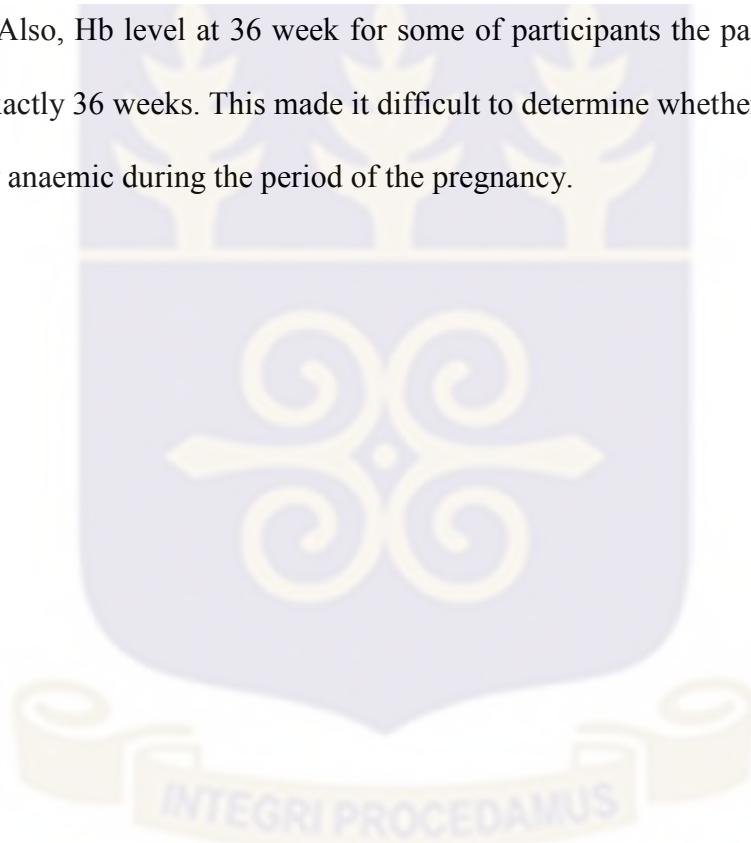 Also, Hb level at 36 week for some of participants the pa
actly 36 weeks. This made it difficult to determine whether
anaemic during the period of the pregnancy.
INTEGRI PROCEDAMUS